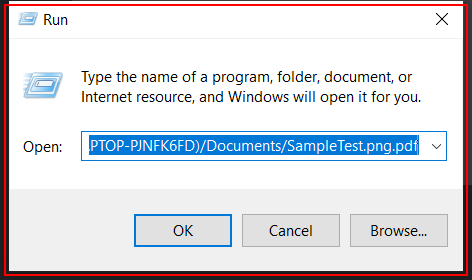 Run
Type the name of a program, folder, document, or
Internet resource, and Windows will open it for you.
Open:
.PTOP-PJNFK6FD)/Documents/SampleTest.png.pdf
OK
Cancel
Browse...